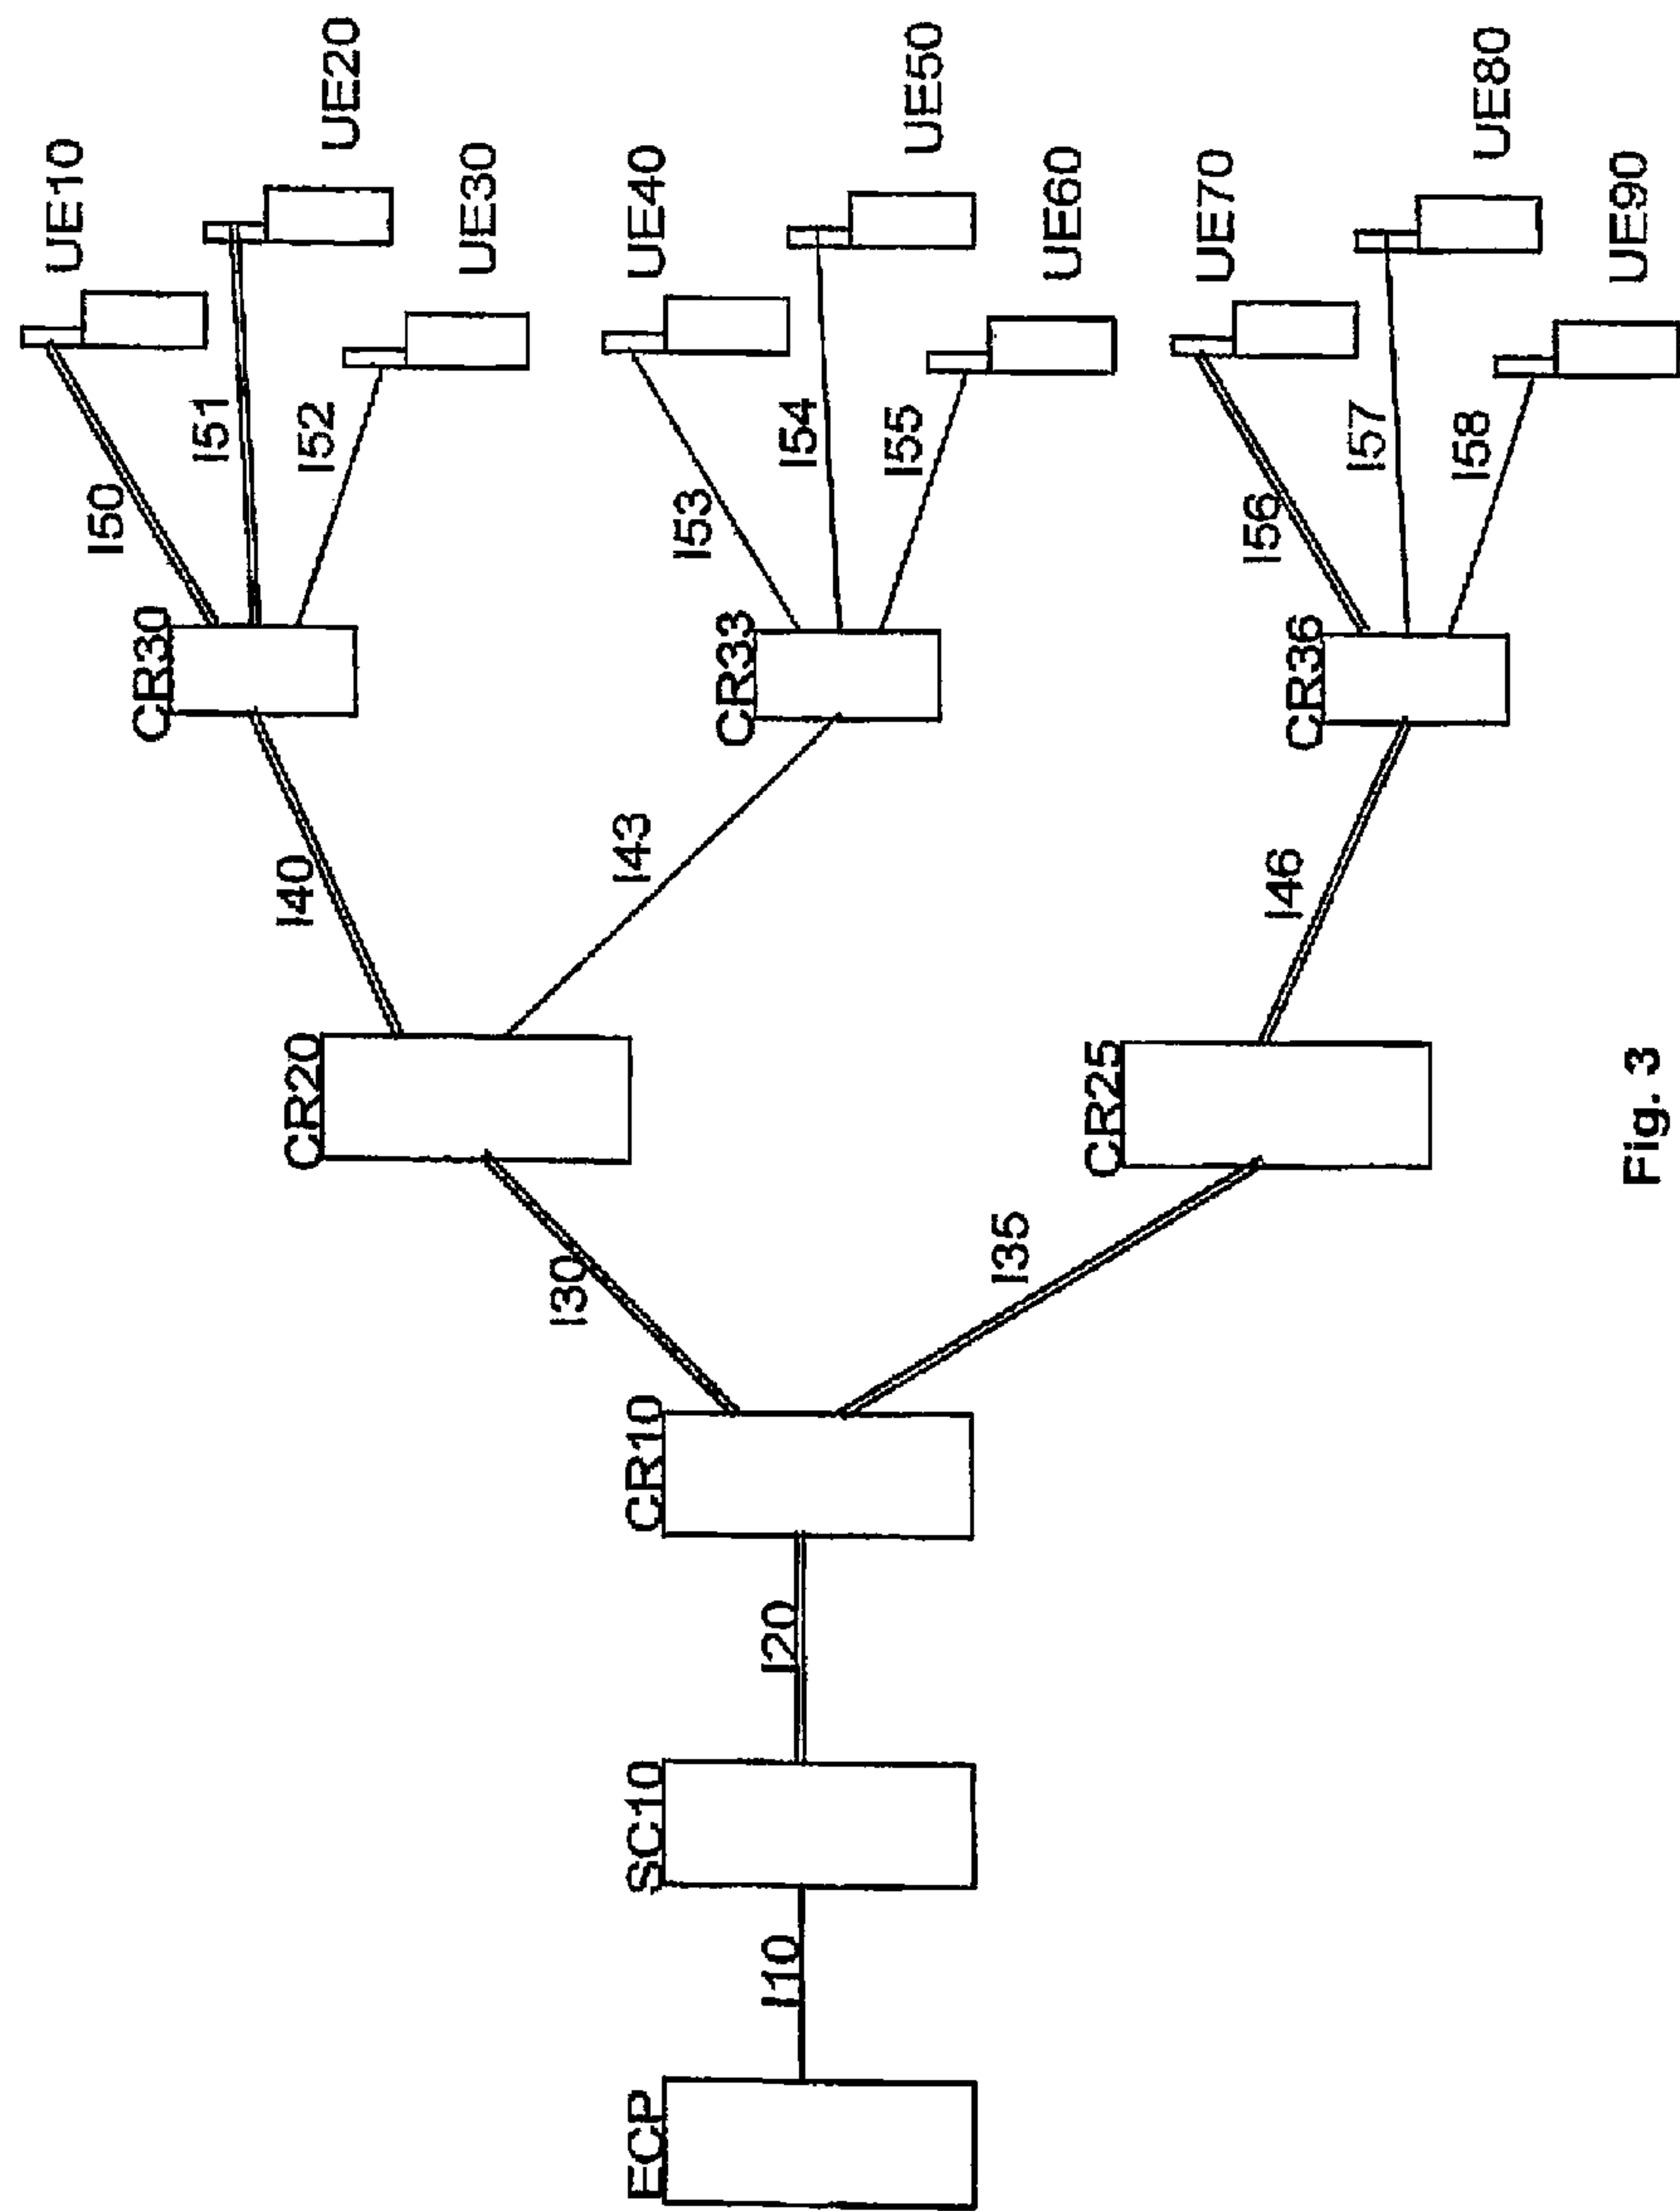 UE10
UE20
UE30
I50
I51
I52
CR30
UE40
UE50
UE60
I53
I54
I55
CR33
UE70
UE80
UE90
I56
I57
I58
CR36
I40
I43
I46
CR20
CR25
I30
I35
CR10
I20
SC10
I10
ECP
Fig. 3